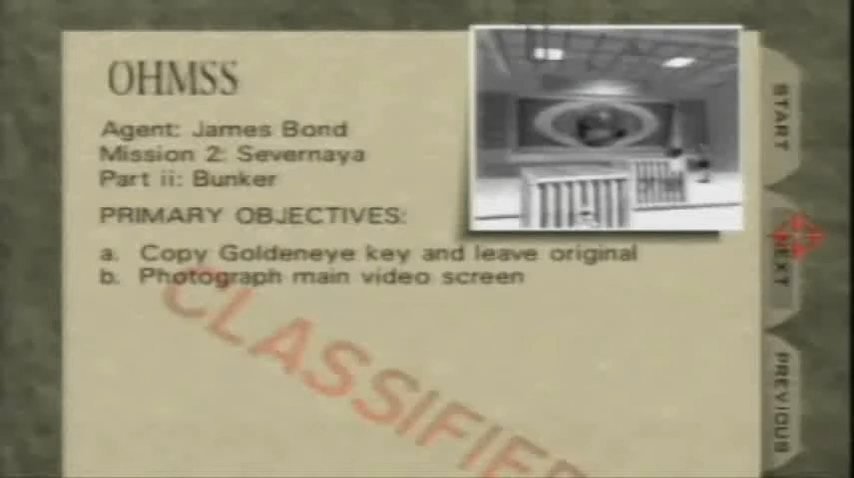 OHMSS
Agent: James Bond
Mission 2: Severnaya
Part ii: Bunker
PRIMARY OBJECTIVES:
a. Copy Goldeneye key and leave original
b. Photograph main video screen
CLASSIFIED
START
NEXT
PREVIOUS